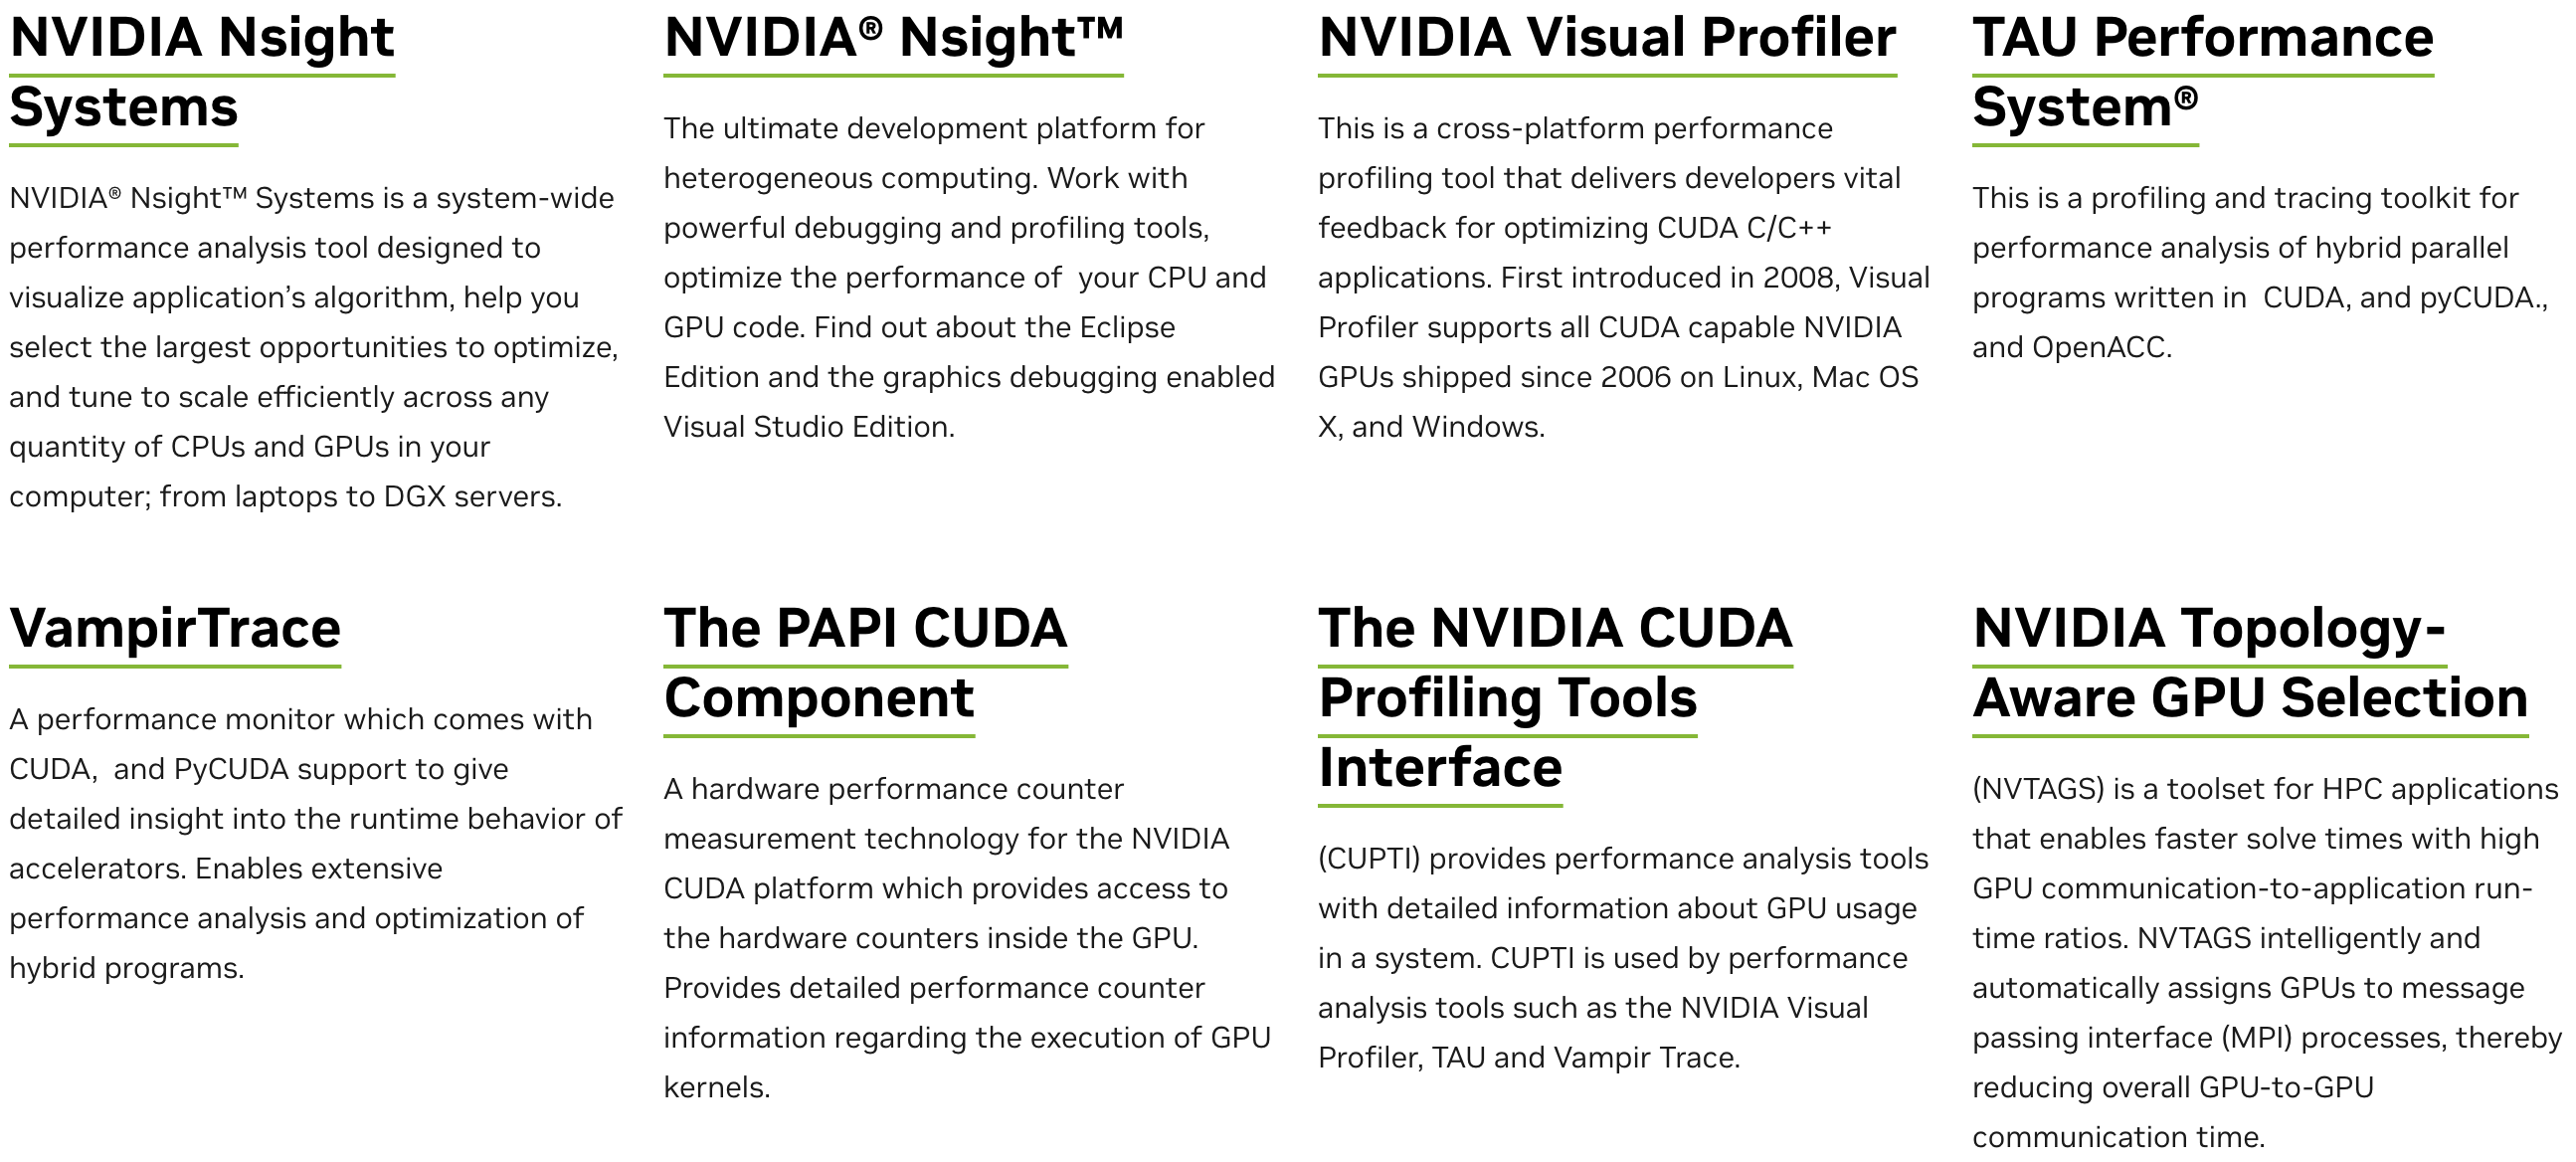 NVIDIA Nsight
Systems
NVIDIA® Nsight™ Systems is a system-wide
performance analysis tool designed to
visualize application’s algorithm, help you
select the largest opportunities to optimize,
and tune to scale efficiently across any
quantity of CPUs and GPUs in your
computer; from laptops to DGX servers.
NVIDIA® Nsight™
The ultimate development platform for
heterogeneous computing. Work with
powerful debugging and profiling tools,
optimize the performance of  your CPU and
GPU code. Find out about the Eclipse
Edition and the graphics debugging enabled
Visual Studio Edition.
NVIDIA Visual Profiler
This is a cross-platform performance
profiling tool that delivers developers vital
feedback for optimizing CUDA C/C++
applications. First introduced in 2008, Visual
Profiler supports all CUDA capable NVIDIA
GPUs shipped since 2006 on Linux, Mac OS
X, and Windows.
TAU Performance
System®
This is a profiling and tracing toolkit for
performance analysis of hybrid parallel
programs written in  CUDA, and pyCUDA.,
and OpenACC.
VampirTrace
A performance monitor which comes with
CUDA,  and PyCUDA support to give
detailed insight into the runtime behavior of
accelerators. Enables extensive
performance analysis and optimization of
hybrid programs.
The PAPI CUDA
Component
A hardware performance counter
measurement technology for the NVIDIA
CUDA platform which provides access to
the hardware counters inside the GPU.
Provides detailed performance counter
information regarding the execution of GPU
kernels.
The NVIDIA CUDA
Profiling Tools
Interface
(CUPTI) provides performance analysis tools
with detailed information about GPU usage
in a system. CUPTI is used by performance
analysis tools such as the NVIDIA Visual
Profiler, TAU and Vampir Trace.
NVIDIA Topology-
Aware GPU Selection
(NVTAGS) is a toolset for HPC applications
that enables faster solve times with high
GPU communication-to-application run-
time ratios. NVTAGS intelligently and
automatically assigns GPUs to message
passing interface (MPI) processes, thereby
reducing overall GPU-to-GPU
communication time.